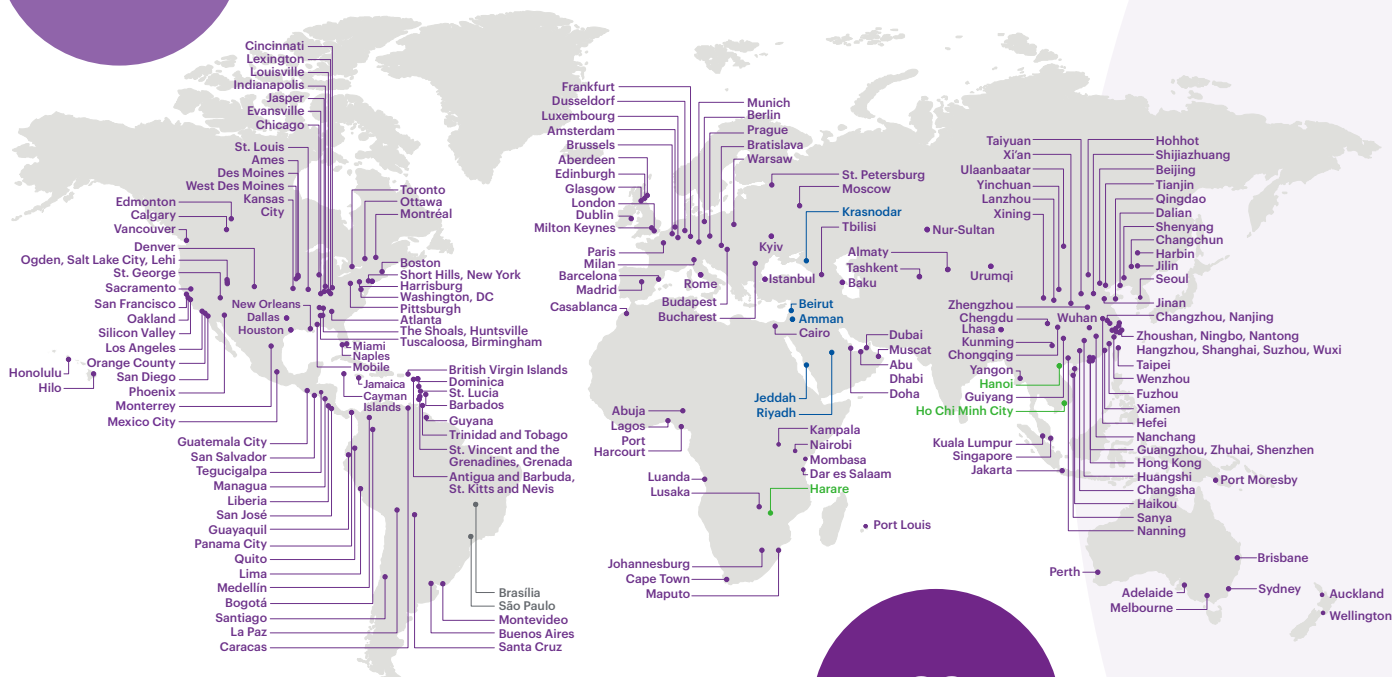 Cincinnati
Lexington
Louisville
Indianapolis
Jasper
Evansville
Chicago
St. Louis
Ames
Des Moines
West Des Moines
Kansas
City
Edmonton
Calgary
Vancouver
Denver
Ogden, Salt Lake City, Lehi
St. George
Sacramento
San Francisco
Oakland
Silicon Valley
Los Angeles
Orange County
San Diego
Phoenix
Monterrey
Mexico City
Honolulu
Hilo
New Orleans
Dallas
Houston
Toronto
Ottawa
Montréal
Boston
Short Hills, New York
Harrisburg
Washington, DC
Pittsburgh
Atlanta
The Shoals, Huntsville
Tuscaloosa, Birmingham
Miami
Naples
Mobile
Jamaica
Cayman
Islands
British Virgin Islands
Dominica
St. Lucia
Barbados
Guyana
Trinidad and Tobago
St. Vincent and the
Grenadines, Grenada
Antigua and Barbuda,
St. Kitts and Nevis
Guatemala City
San Salvador
Tegucigalpa
Managua
Liberia
San José
Guayaquil
Panama City
Quito
Lima
Medellín
Bogotá
Santiago
La Paz
Caracas
Brasília
São Paulo
Montevideo
Buenos Aires
Santa Cruz
Frankfurt
Dusseldorf
Luxembourg
Amsterdam
Brussels
Aberdeen
Edinburgh
Glasgow
London
Dublin
Milton Keynes
Paris
Milan
Barcelona
Madrid
Casablanca
Munich
Berlin
Prague
Bratislava
Warsaw
St. Petersburg
Moscow
Krasnodar
Tbilisi
Kyiv
Rome
Istanbul
Budapest
Bucharest
Almaty
Tashkent
Baku
Nur-Sultan
Urumqi
Beirut
Amman
Cairo
Dubai
Muscat
Abu
Dhabi
Doha
Jeddah
Riyadh
Abuja
Lagos
Port
Harcourt
Luanda
Lusaka
Kampala
Nairobi
Mombasa
Dar es Salaam
Harare
Port Louis
Johannesburg
Cape Town
Maputo
Taiyuan
Xi'an
Ulaanbaatar
Yinchuan
Lanzhou
Xining
Hohhot
Shijiazhuang
Beijing
Tianjin
Qingdao
Dalian
Shenyang
Changchun
Harbin
Jilin
Seoul
Jinan
Zhengzhou
Chengdu
Wuhan
Lhasa
Kunming
Chongqing
Yangon
Hanoi
Guiyang
Ho Chi Minh City
Kuala Lumpur
Singapore
Jakarta
Changzhou, Nanjing
Zhoushan, Ningbo, Nantong
Hangzhou, Shanghai, Suzhou, Wuxi
Taipei
Wenzhou
Fuzhou
Xiamen
Hefei
Nanchang
Guangzhou, Zhuhai, Shenzhen
Hong Kong
Huangshi
Changsha
Haikou
Sanya
Nanning
Port Moresby
Perth
Adelaide
Melbourne
Brisbane
Sydney
Auckland
Wellington